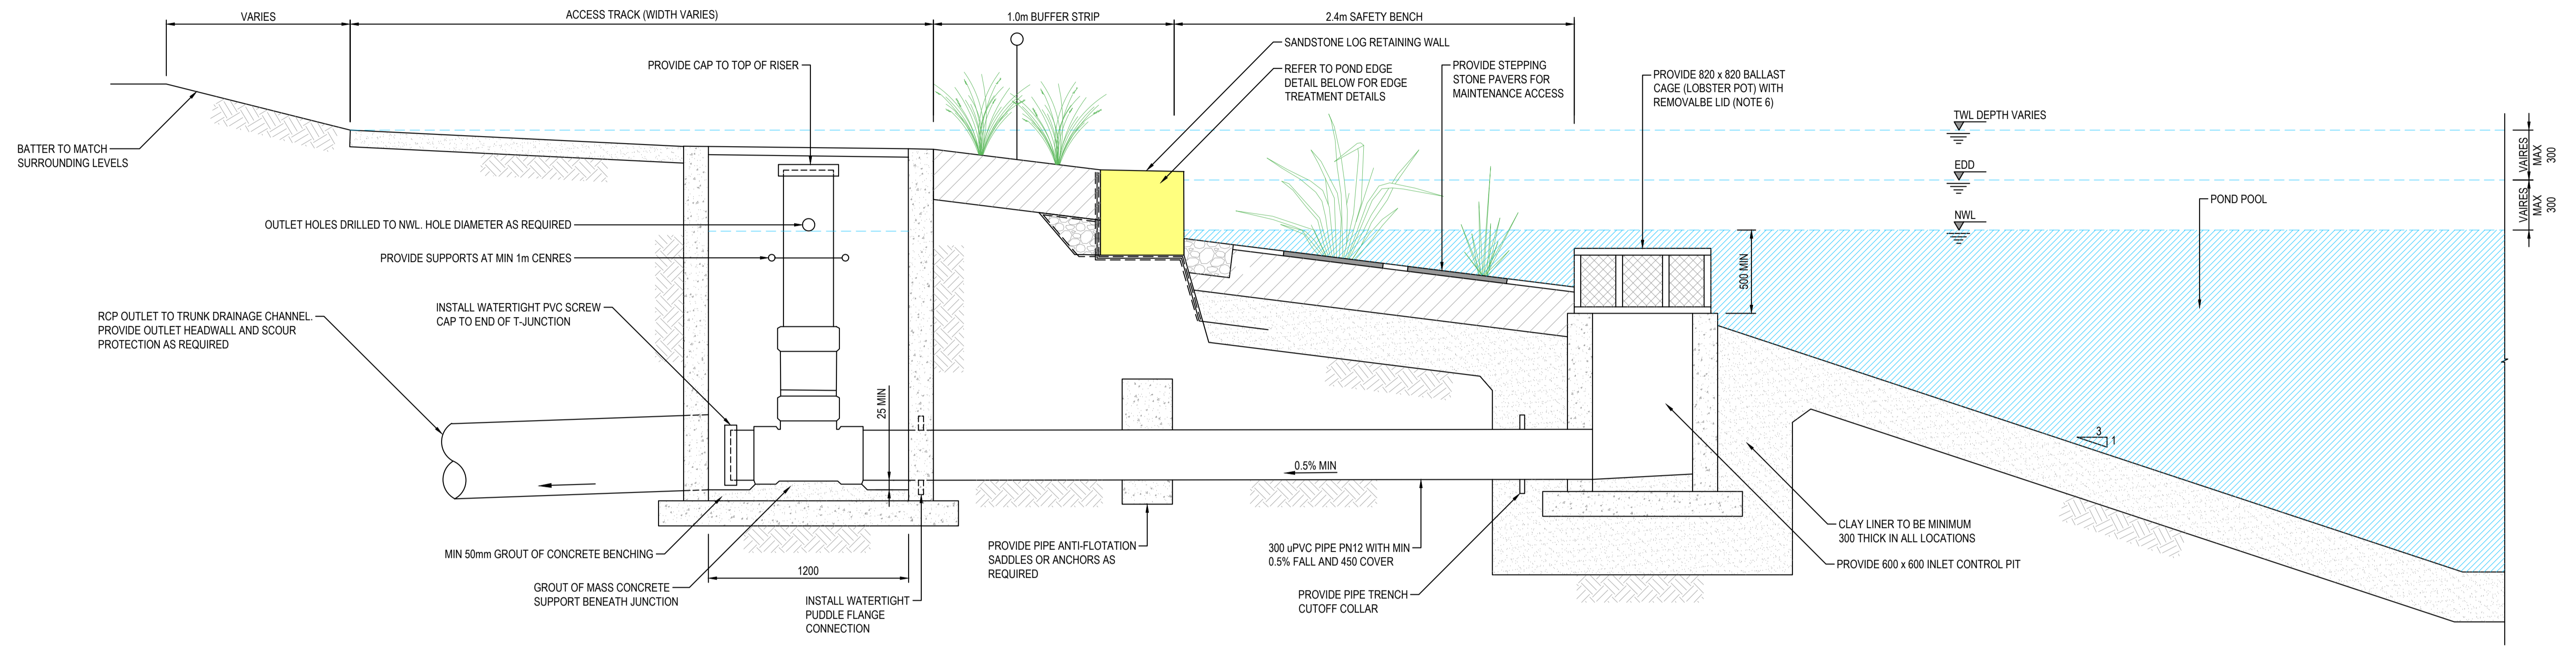 VARIES
ACCESS TRACK (WIDTH VARIES)
1.0m BUFFER STRIP
2.4m SAFETY BENCH
SANDSTONE LOG RETAINING WALL
REFER TO POND EDGE
DETAIL BELOW FOR EDGE
TREATMENT DETAILS
PROVIDE STEPPING
STONE PAVERS FOR
MAINTENANCE ACCESS
PROVIDE 820 x 820 BALLAST
CAGE (LOBSTER POT) WITH
REMOVALBE LID (NOTE 6)
PROVIDE CAP TO TOP OF RISER
BATTER TO MATCH
SURROUNDING LEVELS
TWL DEPTH VARIES
EDD
NWL
VAIRES
MAX
300
VAIRES
MAX
300
POND POOL
OUTLET HOLES DRILLED TO NWL. HOLE DIAMETER AS REQUIRED
PROVIDE SUPPORTS AT MIN 1m CENRES
500 MIN
RCP OUTLET TO TRUNK DRAINAGE CHANNEL.
PROVIDE OUTLET HEADWALL AND SCOUR
PROTECTION AS REQUIRED
INSTALL WATERTIGHT PVC SCREW
CAP TO END OF T-JUNCTION
25 MIN
0.5% MIN
3
1
MIN 50mm GROUT OF CONCRETE BENCHING
1200
GROUT OF MASS CONCRETE
SUPPORT BENEATH JUNCTION
INSTALL WATERTIGHT
PUDDLE FLANGE
CONNECTION
PROVIDE PIPE ANTI-FLOTATION
SADDLES OR ANCHORS AS
REQUIRED
300 uPVC PIPE PN12 WITH MIN
0.5% FALL AND 450 COVER
PROVIDE PIPE TRENCH
CUTOFF COLLAR
CLAY LINER TO BE MINIMUM
300 THICK IN ALL LOCATIONS
PROVIDE 600 x 600 INLET CONTROL PIT